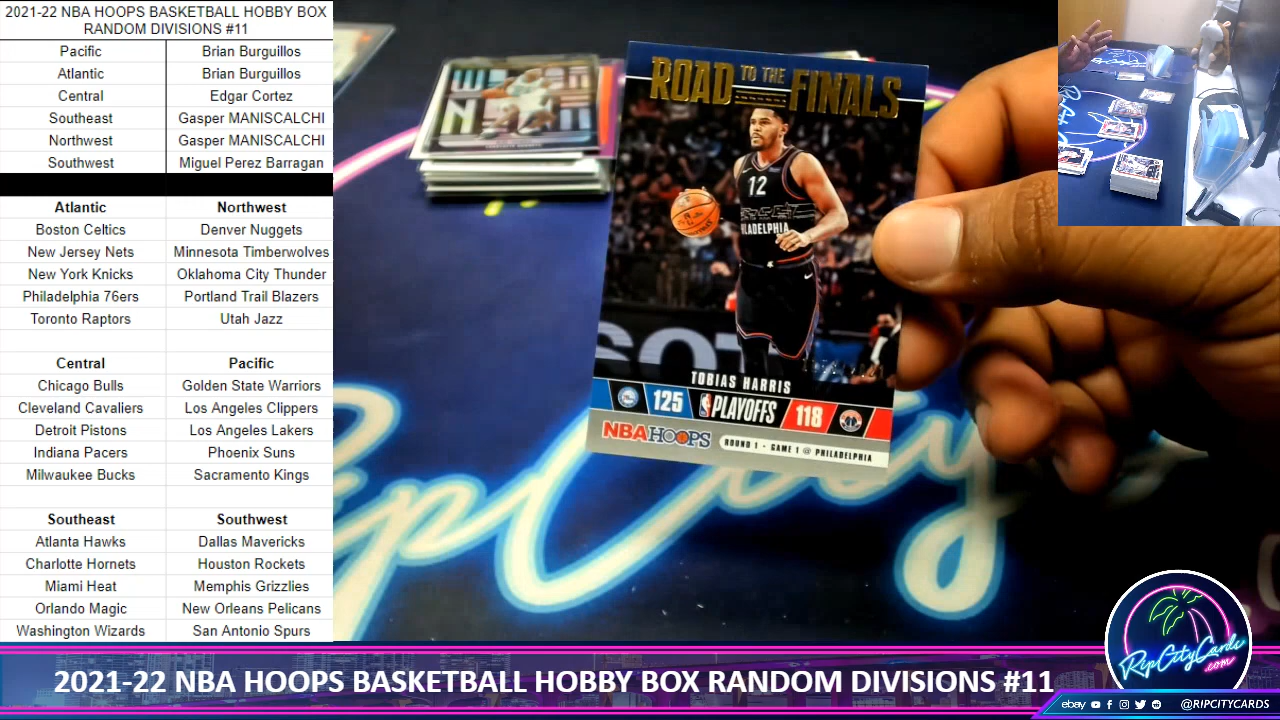 2021-22 NBA HOOPS BASKETBALL HOBBY BOX
RANDOM DIVISIONS #11
Pacific Brian Burguillos
Atlantic Brian Burguillos
Central Edgar Cortez
Southeast Gasper MANISCALCHI
Northwest Gasper MANISCALCHI
Southwest Miguel Perez Barragan
Atlantic Northwest
Boston Celtics Denver Nuggets
New Jersey Nets Minnesota Timberwolves
New York Knicks Oklahoma City Thunder
Philadelphia 76ers Portland Trail Blazers
Toronto Raptors Utah Jazz
Central Pacific
Chicago Bulls Golden State Warriors
Cleveland Cavaliers Los Angeles Clippers
Detroit Pistons Los Angeles Lakers
Indiana Pacers Phoenix Suns
Milwaukee Bucks Sacramento Kings
Southeast Southwest
Atlanta Hawks Dallas Mavericks
Charlotte Hornets Houston Rockets
Miami Heat Memphis Grizzlies
Orlando Magic New Orleans Pelicans
Washington Wizards San Antonio Spurs
ROAD TO THE FINALS
12
PHILADELPHIA
TOBIAS HARRIS
125 PLAYOFFS 118
NBA HOOPS
ROUND 1 - GAME 1 @ PHILADELPHIA
RipCity
RipCityCards
.com
2021-22 NBA HOOPS BASKETBALL HOBBY BOX RANDOM DIVISIONS #11
ebay @RIPCITYCARDS